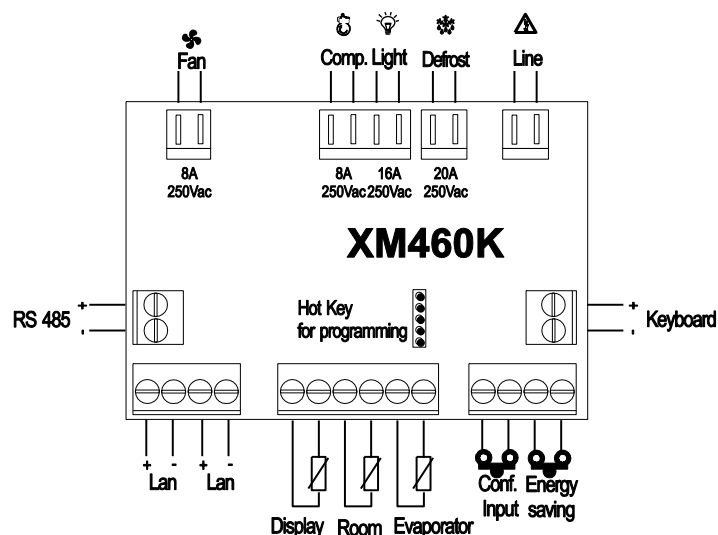 Fan
Comp. Light
Defrost
Line
8A
250Vac
8A
250Vac
16A
250Vac
20A
250Vac
XM460K
RS 485
+
-
Hot Key
for programming
+
-
Keyboard
+ - + -
Lan Lan
Display Room Evaporator
Conf.
Input
Energy
saving